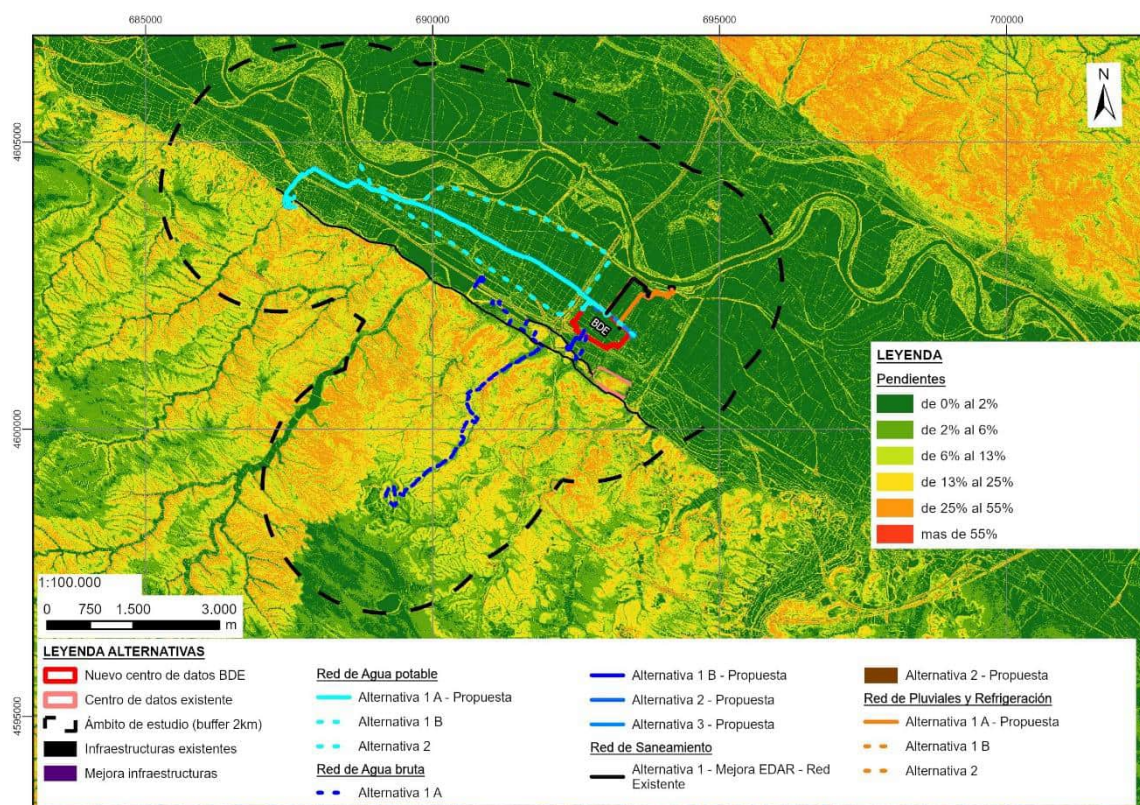 685000
690000
695000
700000
4605000
N
BDE
LEYENDA
Pendientes
de 0% al 2%
de 2% al 6%
de 6% al 13%
de 13% al 25%
de 25% al 55%
mas de 55%
4600000
1:100.000
0 750 1.500 3.000
m
4595000
LEYENDA ALTERNATIVAS
Nuevo centro de datos BDE
Centro de datos existente
Ámbito de estudio (buffer 2km)
Infraestructuras existentes
Mejora infraestructuras
Red de Agua potable
Alternativa 1 A - Propuesta
Alternativa 1 B
Alternativa 2
Red de Agua bruta
Alternativa 1 A
Alternativa 1 B - Propuesta
Alternativa 2 - Propuesta
Alternativa 3 - Propuesta
Red de Saneamiento
Alternativa 1 - Mejora EDAR - Red
Existente
Alternativa 2 - Propuesta
Red de Pluviales y Refrigeración
Alternativa 1 A - Propuesta
Alternativa 1 B
Alternativa 2